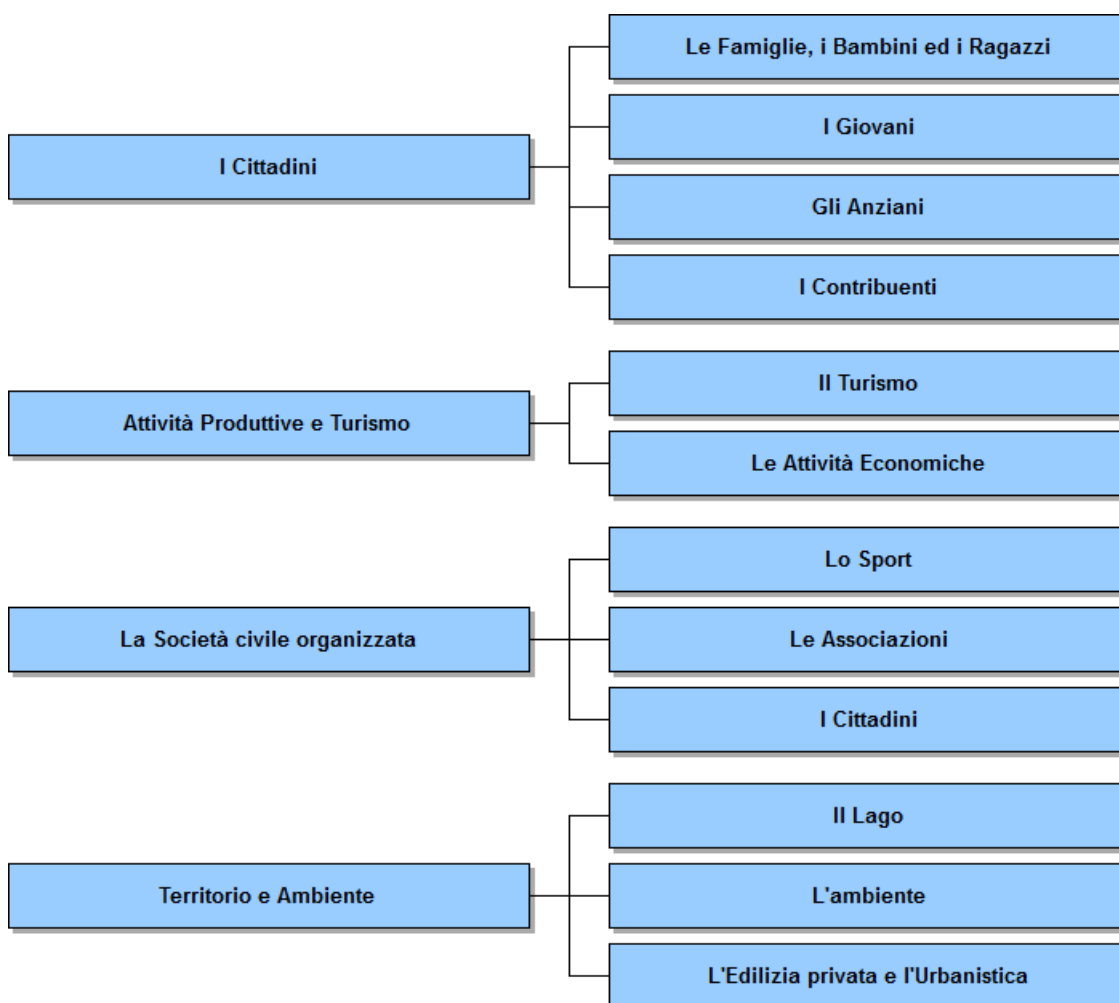 I Cittadini
Le Famiglie, i Bambini ed i Ragazzi
I Giovani
Gli Anziani
I Contribuenti
Attività Produttive e Turismo
Il Turismo
Le Attività Economiche
La Società civile organizzata
Lo Sport
Le Associazioni
I Cittadini
Territorio e Ambiente
Il Lago
L'ambiente
L'Edilizia privata e l'Urbanistica